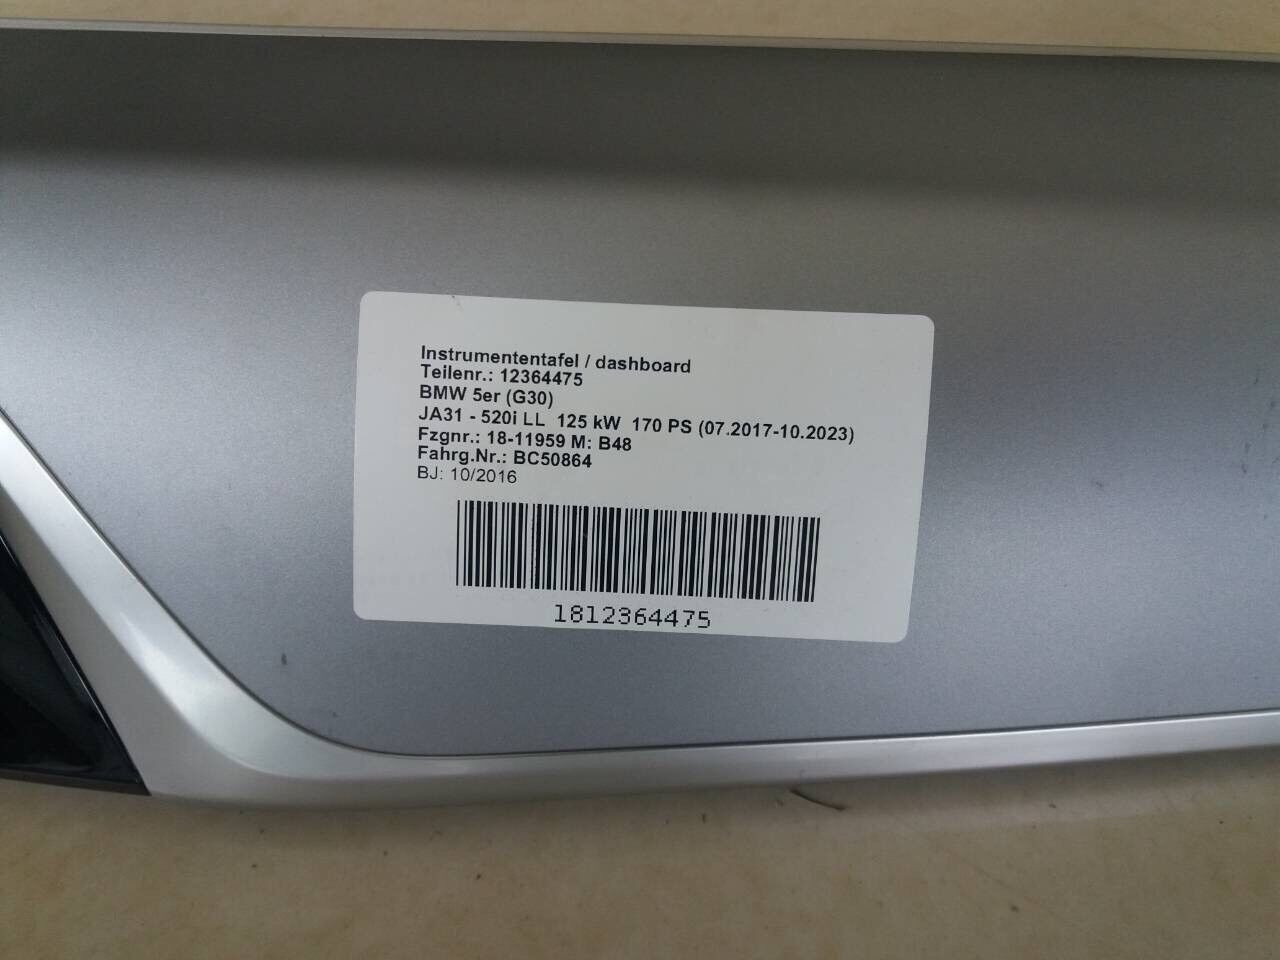 Instrumententafel / dashboard
Teilenr.: 12364475
BMW 5er (G30)
JA31 - 520i LL 125 kW 170 PS (07.2017-10.2023)
Fzgnr.: 18-11959 M: B48
Fahrg.Nr.: BC50864
BJ: 10/2016
1812364475